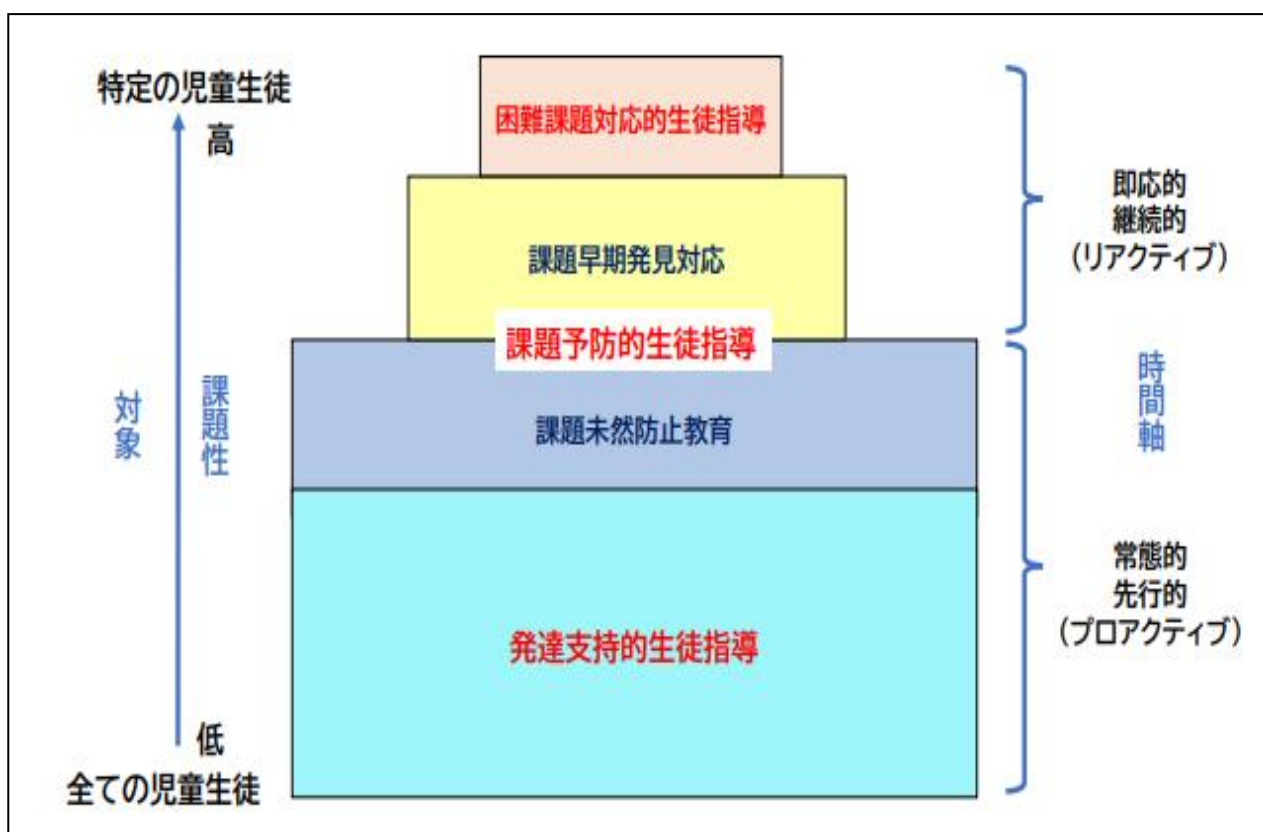 特定の児童生徒
高
困難課題対応的生徒指導
課題早期発見対応
課題予防的生徒指導
課題未然防止教育
発達支持的生徒指導
対象
課題性
低
全ての児童生徒
即応的
継続的
(リアクティブ)
時間軸
常態的
先行的
(プロアクティブ)